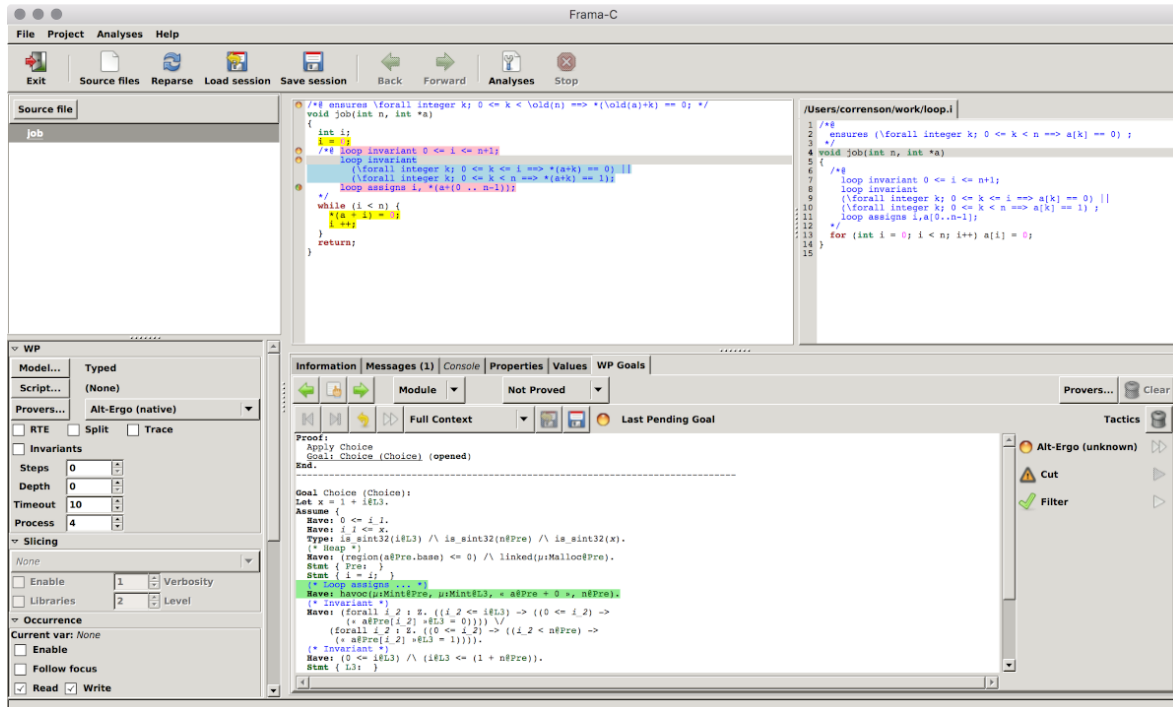 Frama-C
File Project Analyses Help
Exit Source files Reparse Load session Save session Back Forward Analyses Stop
Source file
job
/*@ ensures \forall integer k; 0 <= k < \old(n) ==> *(\old(a)+k) == 0; */
void job(int n, int *a)
{
int i;
i = 0;
/*@ loop invariant 0 <= i <= n+1;
loop invariant
(\forall integer k; 0 <= k <= i ==> *(a+k) == 0) ||
(\forall integer k; 0 <= k < n ==> *(a+k) == 1);
loop assigns i, *(a+(0 .. n-1));
*/
while (i < n) {
*(a + i) = 0;
i ++;
}
return;
}
/Users/correnson/work/loop.i
1 /*@
2 ensures (\forall integer k; 0 <= k < n ==> a[k] == 0) ;
3 */
4 void job(int n, int *a)
5 {
6 /*@
7 loop invariant 0 <= i <= n+1;
8 loop invariant
9 (\forall integer k; 0 <= k <= i ==> a[k] == 0) ||
10 (\forall integer k; 0 <= k < n ==> a[k] == 1) ;
11 loop assigns i,a[0..n-1];
12 */
13 for (int i = 0; i < n; i++) a[i] = 0;
14 }
15
WP
Model... Typed
Script... (None)
Provers... Alt-Ergo (native)
RTE Split Trace
Invariants
Steps 0
Depth 0
Timeout 10
Process 4
Slicing
None
Enable 1 Verbosity
Libraries 2 Level
Occurrence
Current var: None
Enable
Follow focus
Read Write
Information Messages (1) Console Properties Values WP Goals
Module Not Proved Provers... Clear
Full Context Last Pending Goal Tactics
Proof:
Apply Choice
Goal: Choice (Choice) (opened)
End.
--------------------------------------------------------------------------------
Goal Choice (Choice):
Let x = 1 + i@L3.
Assume {
Have: 0 <= i_1.
Have: i_1 <= x.
Type: is_sint32(i@L3) /\ is_sint32(n@Pre) /\ is_sint32(x).
(* Heap *)
Have: (region(a@Pre.base) <= 0) /\ linked(µ:Malloc@Pre).
Stmt { Pre: }
Stmt { i = i; }
(* Loop assigns ... *)
Have: havoc(µ:Mint@Pre, µ:Mint@L3, « a@Pre + 0 », n@Pre).
(* Invariant *)
Have: (forall i_2 : Z. ((i_2 <= i@L3) -> ((0 <= i_2) ->
(« a@Pre[i_2] »@L3 = 0)))) \/
(forall i_2 : Z. ((0 <= i_2) -> ((i_2 < n@Pre) ->
(« a@Pre[i_2] »@L3 = 1)))).
(* Invariant *)
Have: (0 <= i@L3) /\ (i@L3 <= (1 + n@Pre)).
Stmt { L3: }
Alt-Ergo (unknown)
Cut
Filter